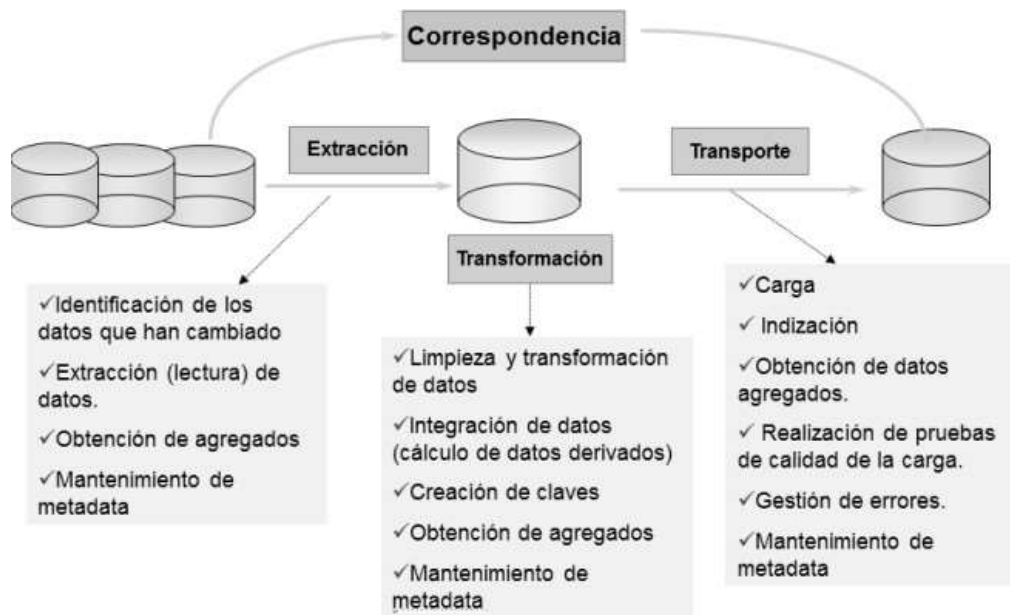 Correspondencia
Extracción
Transporte
Transformación
✓Identificación de los
datos que han cambiado
✓Extracción (lectura) de
datos.
✓Obtención de agregados
✓Mantenimiento de
metadata
✓Limpieza y transformación
de datos
✓Integración de datos
(cálculo de datos derivados)
✓Creación de claves
✓Obtención de agregados
✓Mantenimiento de
metadata
✓Carga
✓ Indización
✓Obtención de datos
agregados.
✓ Realización de pruebas
de calidad de la carga.
✓Gestión de errores.
✓Mantenimiento de
metadata